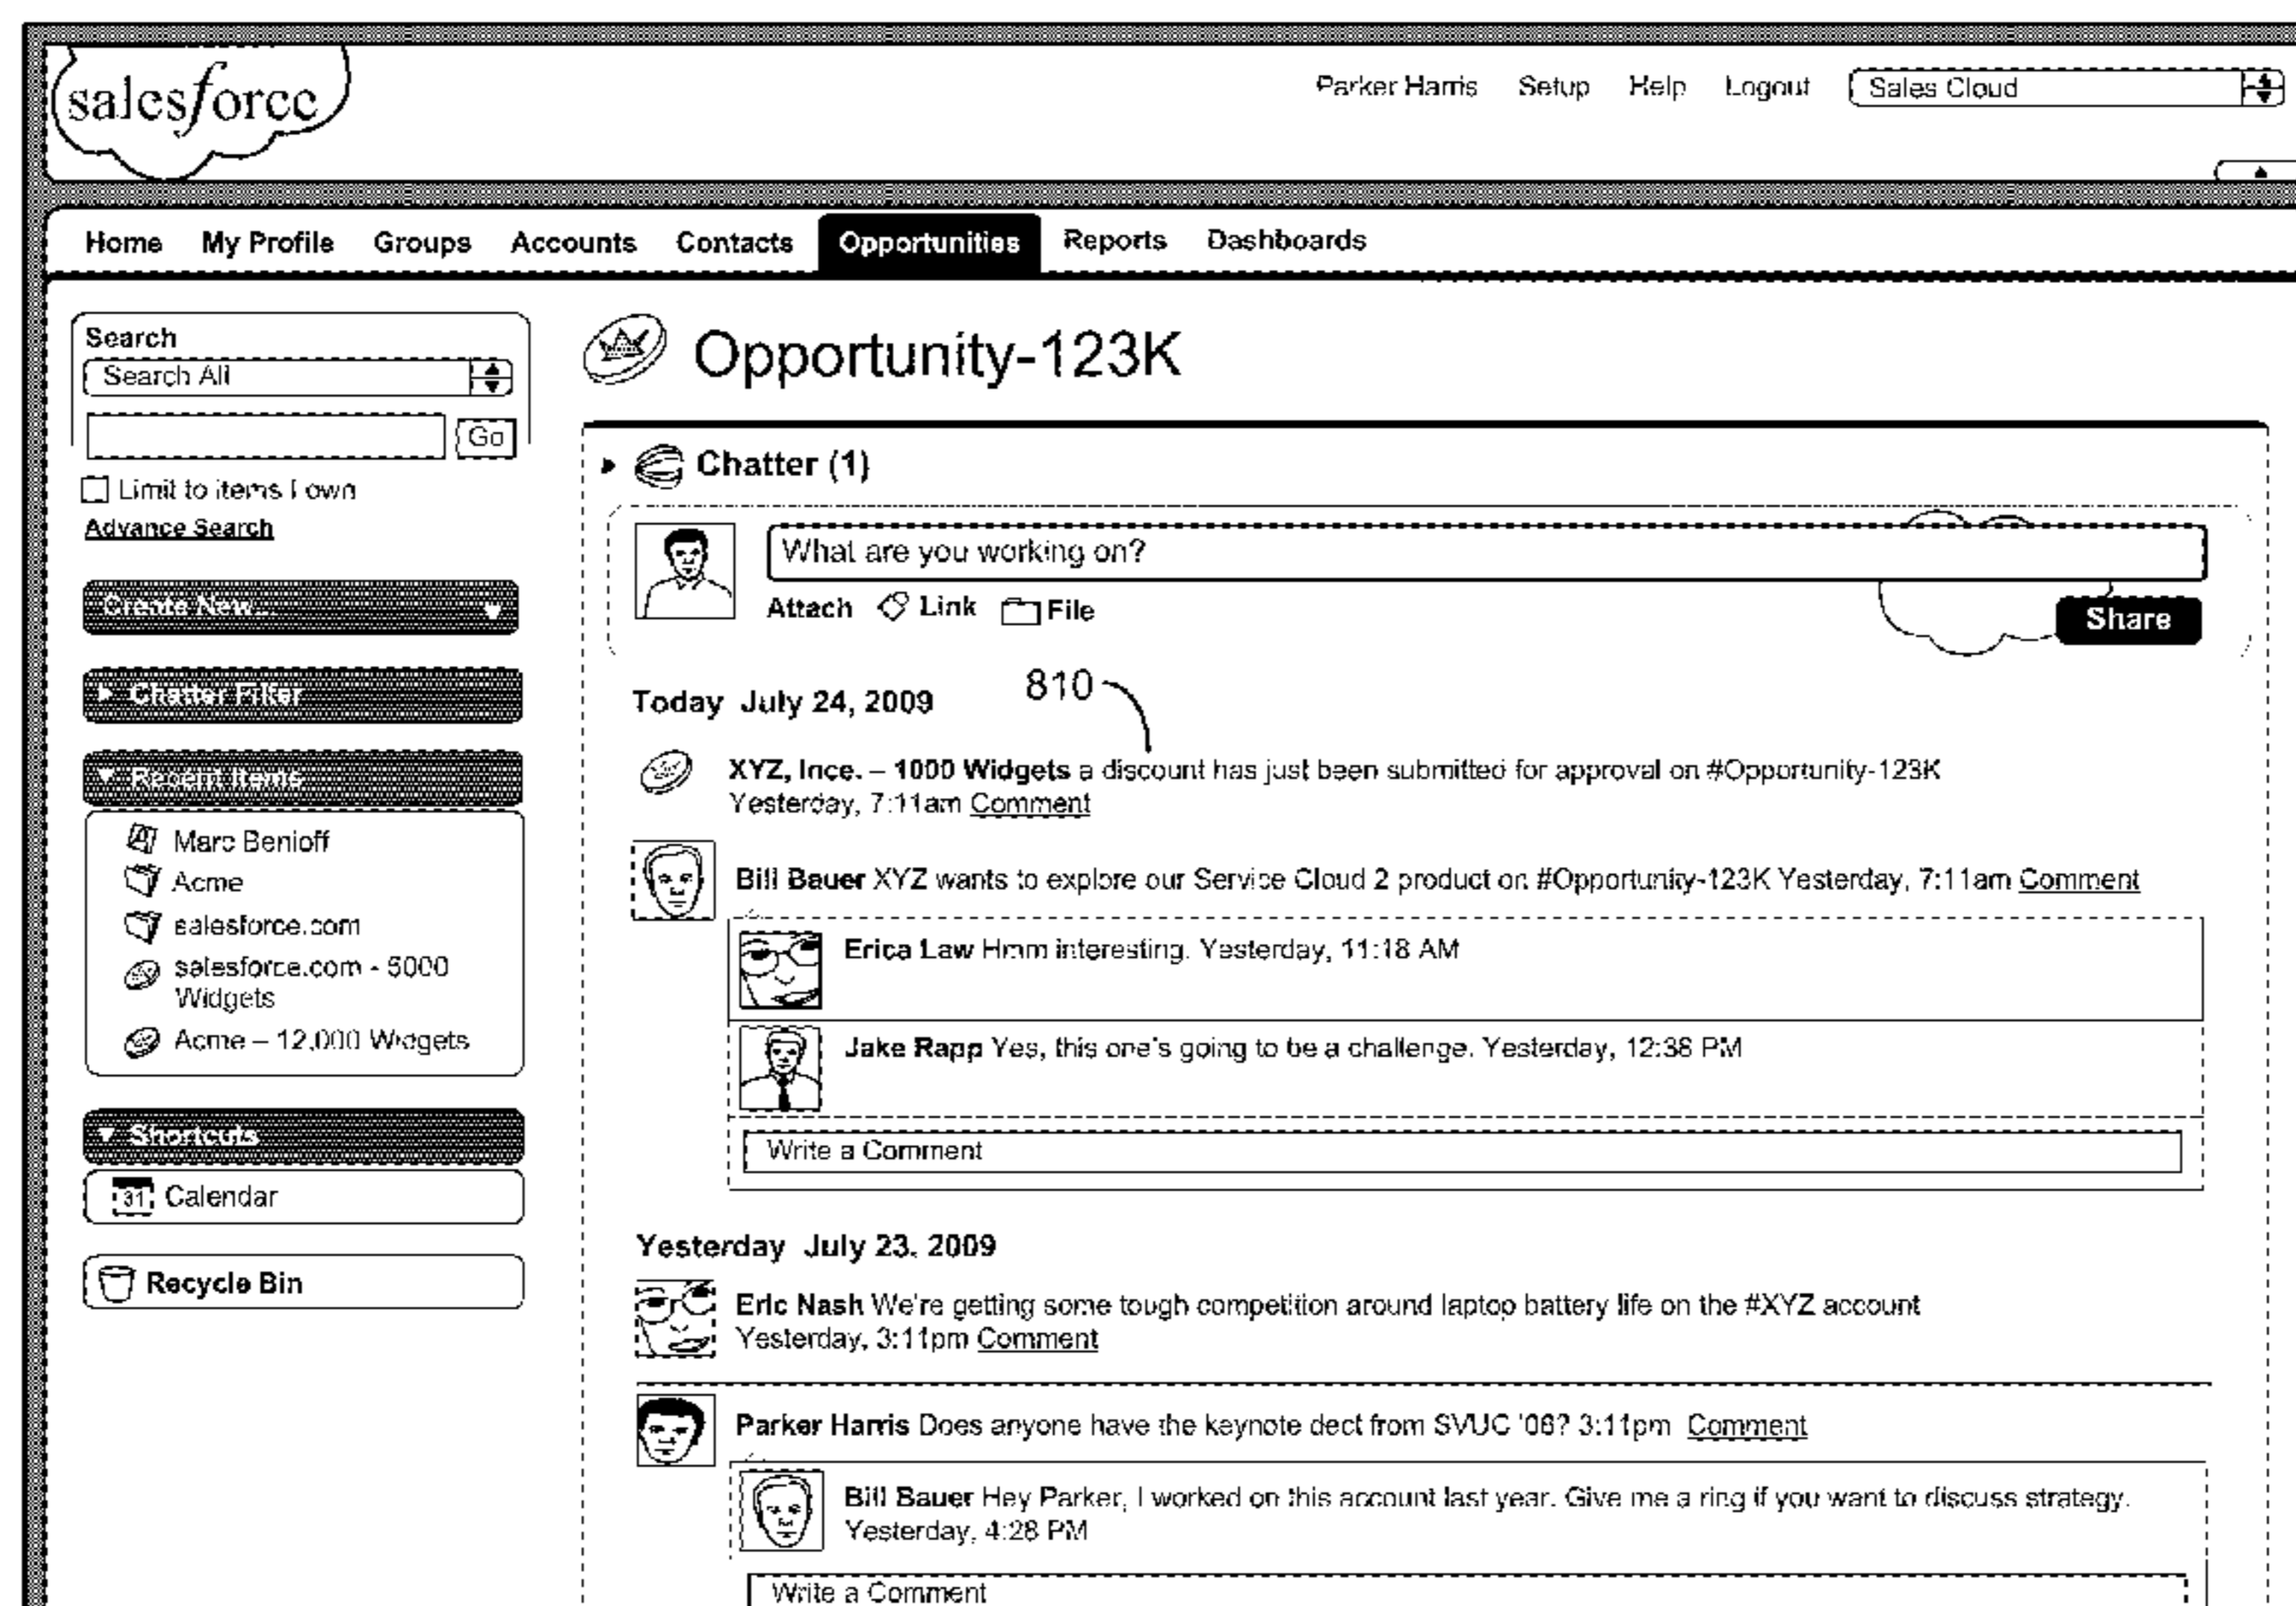 salesforce
Parker Harris Setup Help Logout Sales Cloud
Home My Profile Groups Accounts Contacts Opportunities Reports Dashboards
Search
Search All
Go
Limit to items I own
Advance Search
Create New...
Chatter Filter
Recent Items
Marc Benioff
Acme
salesforce.com
salesforce.com - 5000
Widgets
Acme – 12,000 Widgets
Shortcuts
31 Calendar
Recycle Bin
Opportunity-123K
Chatter (1)
What are you working on?
Attach Link File
Share
810
Today July 24, 2009
XYZ, Ince. – 1000 Widgets a discount has just been submitted for approval on #Opportunity-123K
Yesterday, 7:11am Comment
Bill Bauer XYZ wants to explore our Service Cloud 2 product on #Opportunity-123K Yesterday, 7:11am Comment
Erica Law Hmm interesting. Yesterday, 11:18 AM
Jake Rapp Yes, this one's going to be a challenge. Yesterday, 12:38 PM
Write a Comment
Yesterday July 23, 2009
Eric Nash We're getting some tough competition around laptop battery life on the #XYZ account
Yesterday, 3:11pm Comment
Parker Harris Does anyone have the keynote dect from SVUC '06? 3:11pm Comment
Bill Bauer Hey Parker, I worked on this account last year. Give me a ring if you want to discuss strategy.
Yesterday, 4:28 PM
Write a Comment